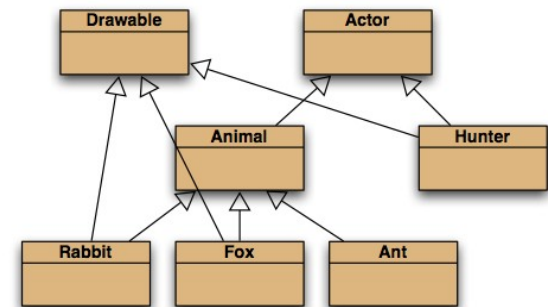 Drawable
Actor
Animal
Hunter
Rabbit
Fox
Ant